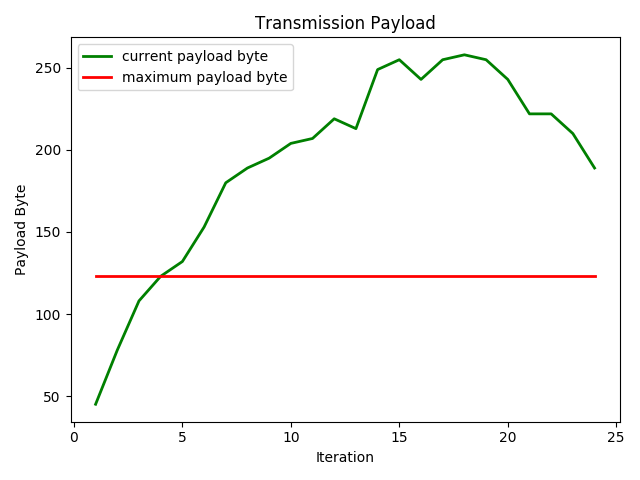 Transmission Payload
current payload byte
maximum payload byte
250
200
150
100
50
Payload Byte
0 5 10 15 20 25
Iteration